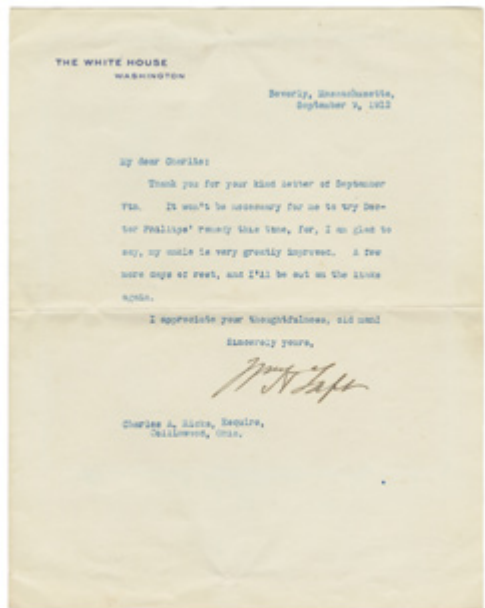 THE WHITE HOUSE
WASHINGTON
Beverly, Massachusetts,
September 9, 1912
My dear Charlie:
Thank you for your kind letter of September
7th. It won't be necessary for me to try Doc-
tor Phillips' remedy this time, for, I am glad to
say, my ankle is very greatly improved. A few
more days of rest, and I'll be out on the links
again.
I appreciate your thoughtfulness, old man!
Sincerely yours,
Wm H Taft
Charles A. Hicks, Esquire,
Ohio.